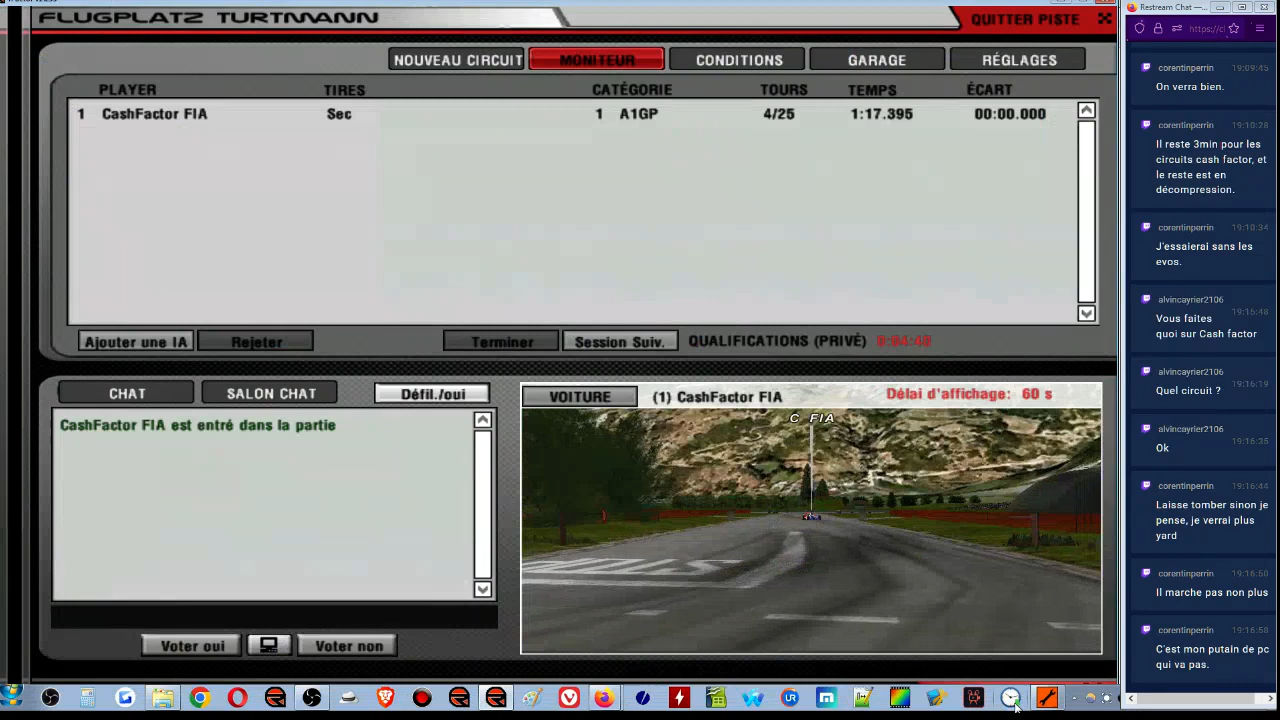 FLUGPLATZ TURTMANN
QUITTER PISTE
NOUVEAU CIRCUIT
MONITEUR
CONDITIONS
GARAGE
RÉGLAGES
PLAYER TIRES CATÉGORIE TOURS TEMPS ÉCART
1 CashFactor FIA Sec 1 A1GP 4/25 1:17.395 00:00.000
Ajouter une IA
Rejeter
Terminer
Session Suiv.
QUALIFICATIONS (PRIVÉ)
CHAT
SALON CHAT
Défil./oui
CashFactor FIA est entré dans la partie
Voter oui
Voter non
VOITURE
(1) CashFactor FIA
Délai d'affichage: 60 s
C FIA
Restream Chat —
https://c
corentinperrin 19:09:45
On verra bien.
corentinperrin 19:10:28
Il reste 3min pour les
circuits cash factor, et
le reste est en
décompression.
corentinperrin 19:10:34
J'essaierai sans les
evos.
alvincayrier2106 19:15:48
Vous faites
quoi sur Cash factor
alvincayrier2106 19:16:19
Quel circuit ?
alvincayrier2106 19:16:35
Ok
corentinperrin 19:16:44
Laisse tomber sinon je
pense, je verrai plus
yard
corentinperrin 19:16:50
Il marche pas non plus
corentinperrin 19:16:58
C'est mon putain de pc
qui va pas.